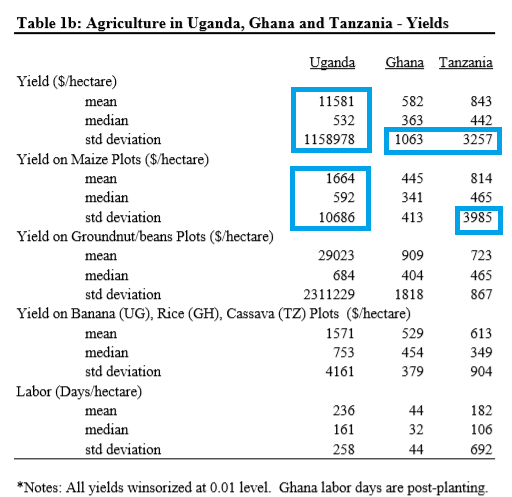 Table 1b: Agriculture in Uganda, Ghana and Tanzania - Yields
Uganda Ghana Tanzania
Yield ($/hectare)
mean 11581 582 843
median 532 363 442
std deviation 1158978 1063 3257
Yield on Maize Plots ($/hectare)
mean 1664 445 814
median 592 341 465
std deviation 10686 413 3985
Yield on Groundnut/beans Plots ($/hectare)
mean 29023 909 723
median 684 404 465
std deviation 2311229 1818 867
Yield on Banana (UG), Rice (GH), Cassava (TZ) Plots ($/hectare)
mean 1571 529 613
median 753 454 349
std deviation 4161 379 904
Labor (Days/hectare)
mean 236 44 182
median 161 32 106
std deviation 258 44 692
*Notes: All yields winsorized at 0.01 level. Ghana labor days are post-planting.